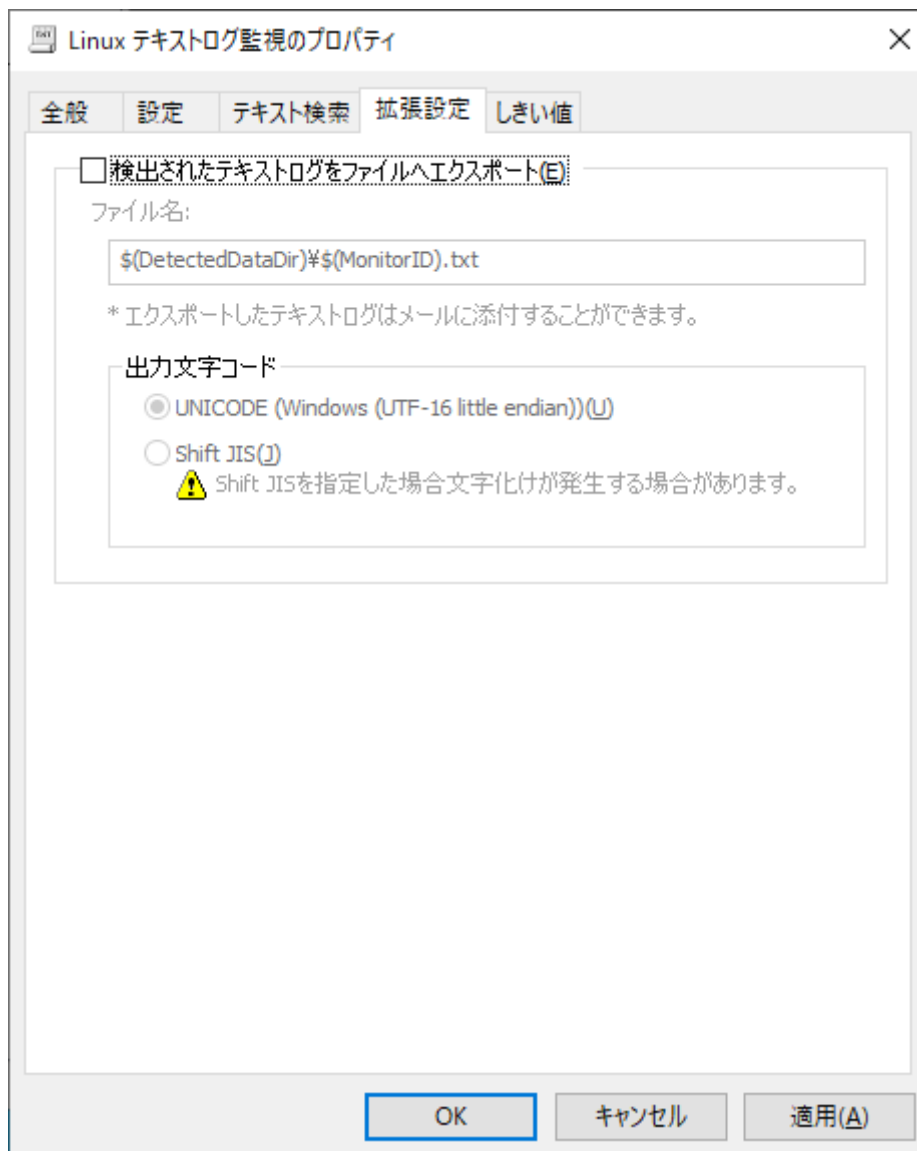 Linux テキストログ監視のプロパティ
全般 設定 テキスト検索 拡張設定 しきい値
検出されたテキストログをファイルへエクスポート(E)
ファイル名:
$(DetectedDataDir)¥$(MonitorID).txt
* エクスポートしたテキストログはメールに添付することができます。
出力文字コード
UNICODE (Windows (UTF-16 little endian))(U)
Shift JIS(J)
Shift JISを指定した場合文字化けが発生する場合があります。
OK キャンセル 適用(A)